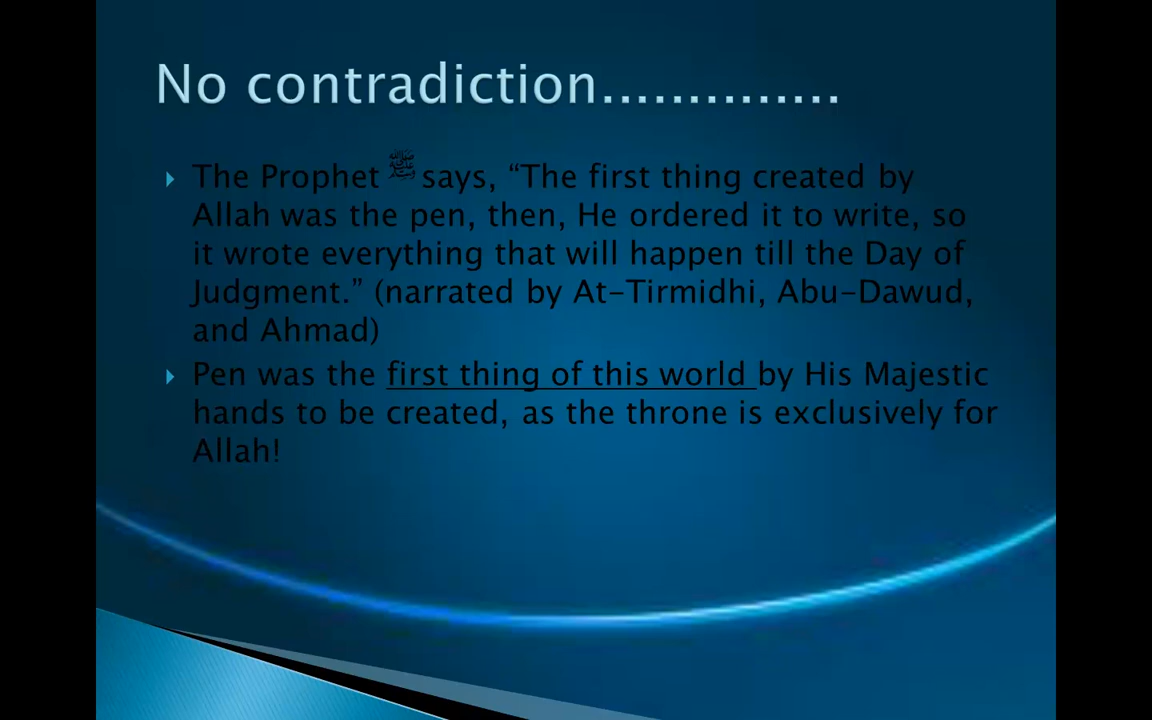 No contradiction..............
The Prophet ﷺ says, “The first thing created by
Allah was the pen, then, He ordered it to write, so
it wrote everything that will happen till the Day of
Judgment.” (narrated by At-Tirmidhi, Abu-Dawud,
and Ahmad)
Pen was the first thing of this world by His Majestic
hands to be created, as the throne is exclusively for
Allah!